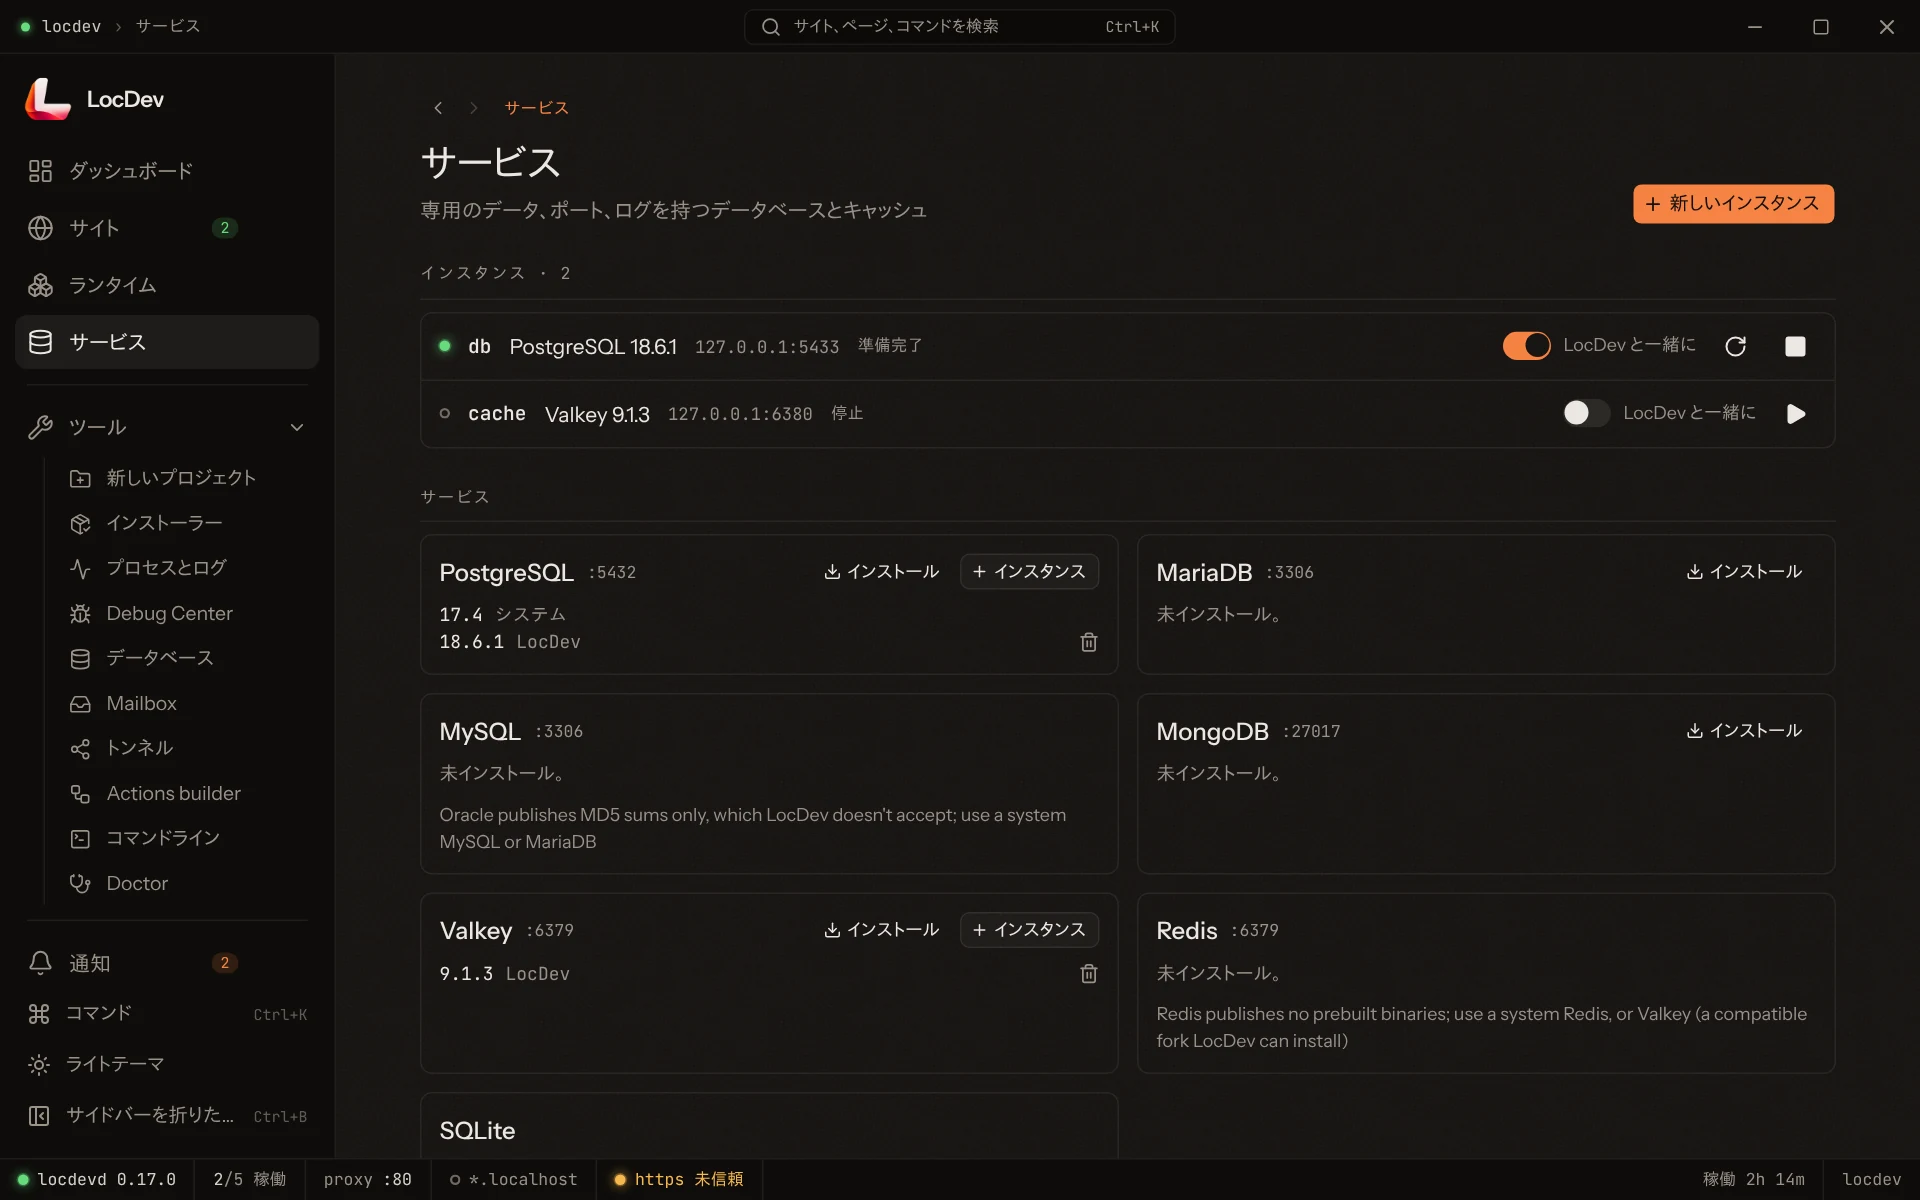 locdev › サービス
サイト、ページ、コマンドを検索 Ctrl+K
LocDev
ダッシュボード
サイト 2
ランタイム
サービス
ツール
新しいプロジェクト
インストーラー
プロセスとログ
Debug Center
データベース
Mailbox
トンネル
Actions builder
コマンドライン
Doctor
通知 2
コマンド Ctrl+K
ライトテーマ
サイドバーを折りた... Ctrl+B
サービス
サービス
専用のデータ、ポート、ログを持つデータベースとキャッシュ
+ 新しいインスタンス
インスタンス · 2
db PostgreSQL 18.6.1 127.0.0.1:5433 準備完了 LocDev と一緒に
cache Valkey 9.1.3 127.0.0.1:6380 停止 LocDev と一緒に
サービス
PostgreSQL :5432 インストール + インスタンス
17.4 システム
18.6.1 LocDev
MariaDB :3306 インストール
未インストール。
MySQL :3306
未インストール。
Oracle publishes MD5 sums only, which LocDev doesn't accept; use a system
MySQL or MariaDB
MongoDB :27017 インストール
未インストール。
Valkey :6379 インストール + インスタンス
9.1.3 LocDev
Redis :6379
未インストール。
Redis publishes no prebuilt binaries; use a system Redis, or Valkey (a compatible
fork LocDev can install)
SQLite
locdevd 0.17.0 2/5 稼働 proxy :80 *.localhost https 未信頼 稼働 2h 14m locdev